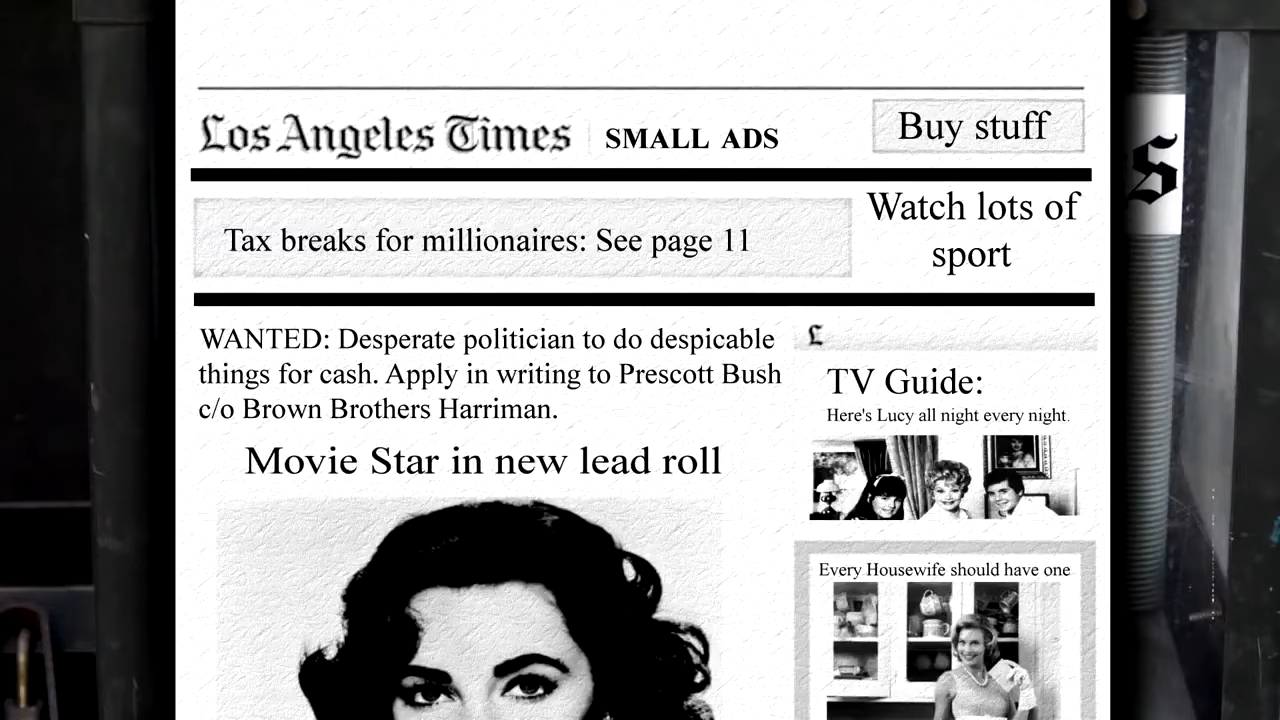 Los Angeles Times SMALL ADS
Buy stuff
Tax breaks for millionaires: See page 11
Watch lots of
sport
S
WANTED: Desperate politician to do despicable
things for cash. Apply in writing to Prescott Bush
c/o Brown Brothers Harriman.
Movie Star in new lead roll
L
TV Guide:
Here's Lucy all night every night.
Every Housewife should have one